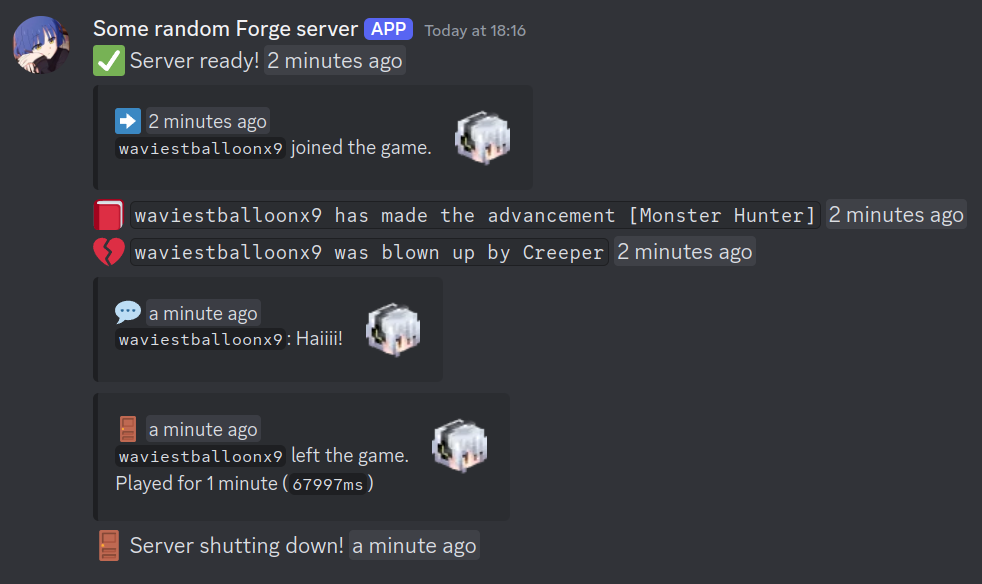 Some random Forge server APP Today at 18:16
Server ready! 2 minutes ago
2 minutes ago
waviestballoonx9 joined the game.
waviestballoonx9 has made the advancement [Monster Hunter] 2 minutes ago
waviestballoonx9 was blown up by Creeper 2 minutes ago
a minute ago
waviestballoonx9: Haiiii!
a minute ago
waviestballoonx9 left the game.
Played for 1 minute (67997ms)
Server shutting down! a minute ago